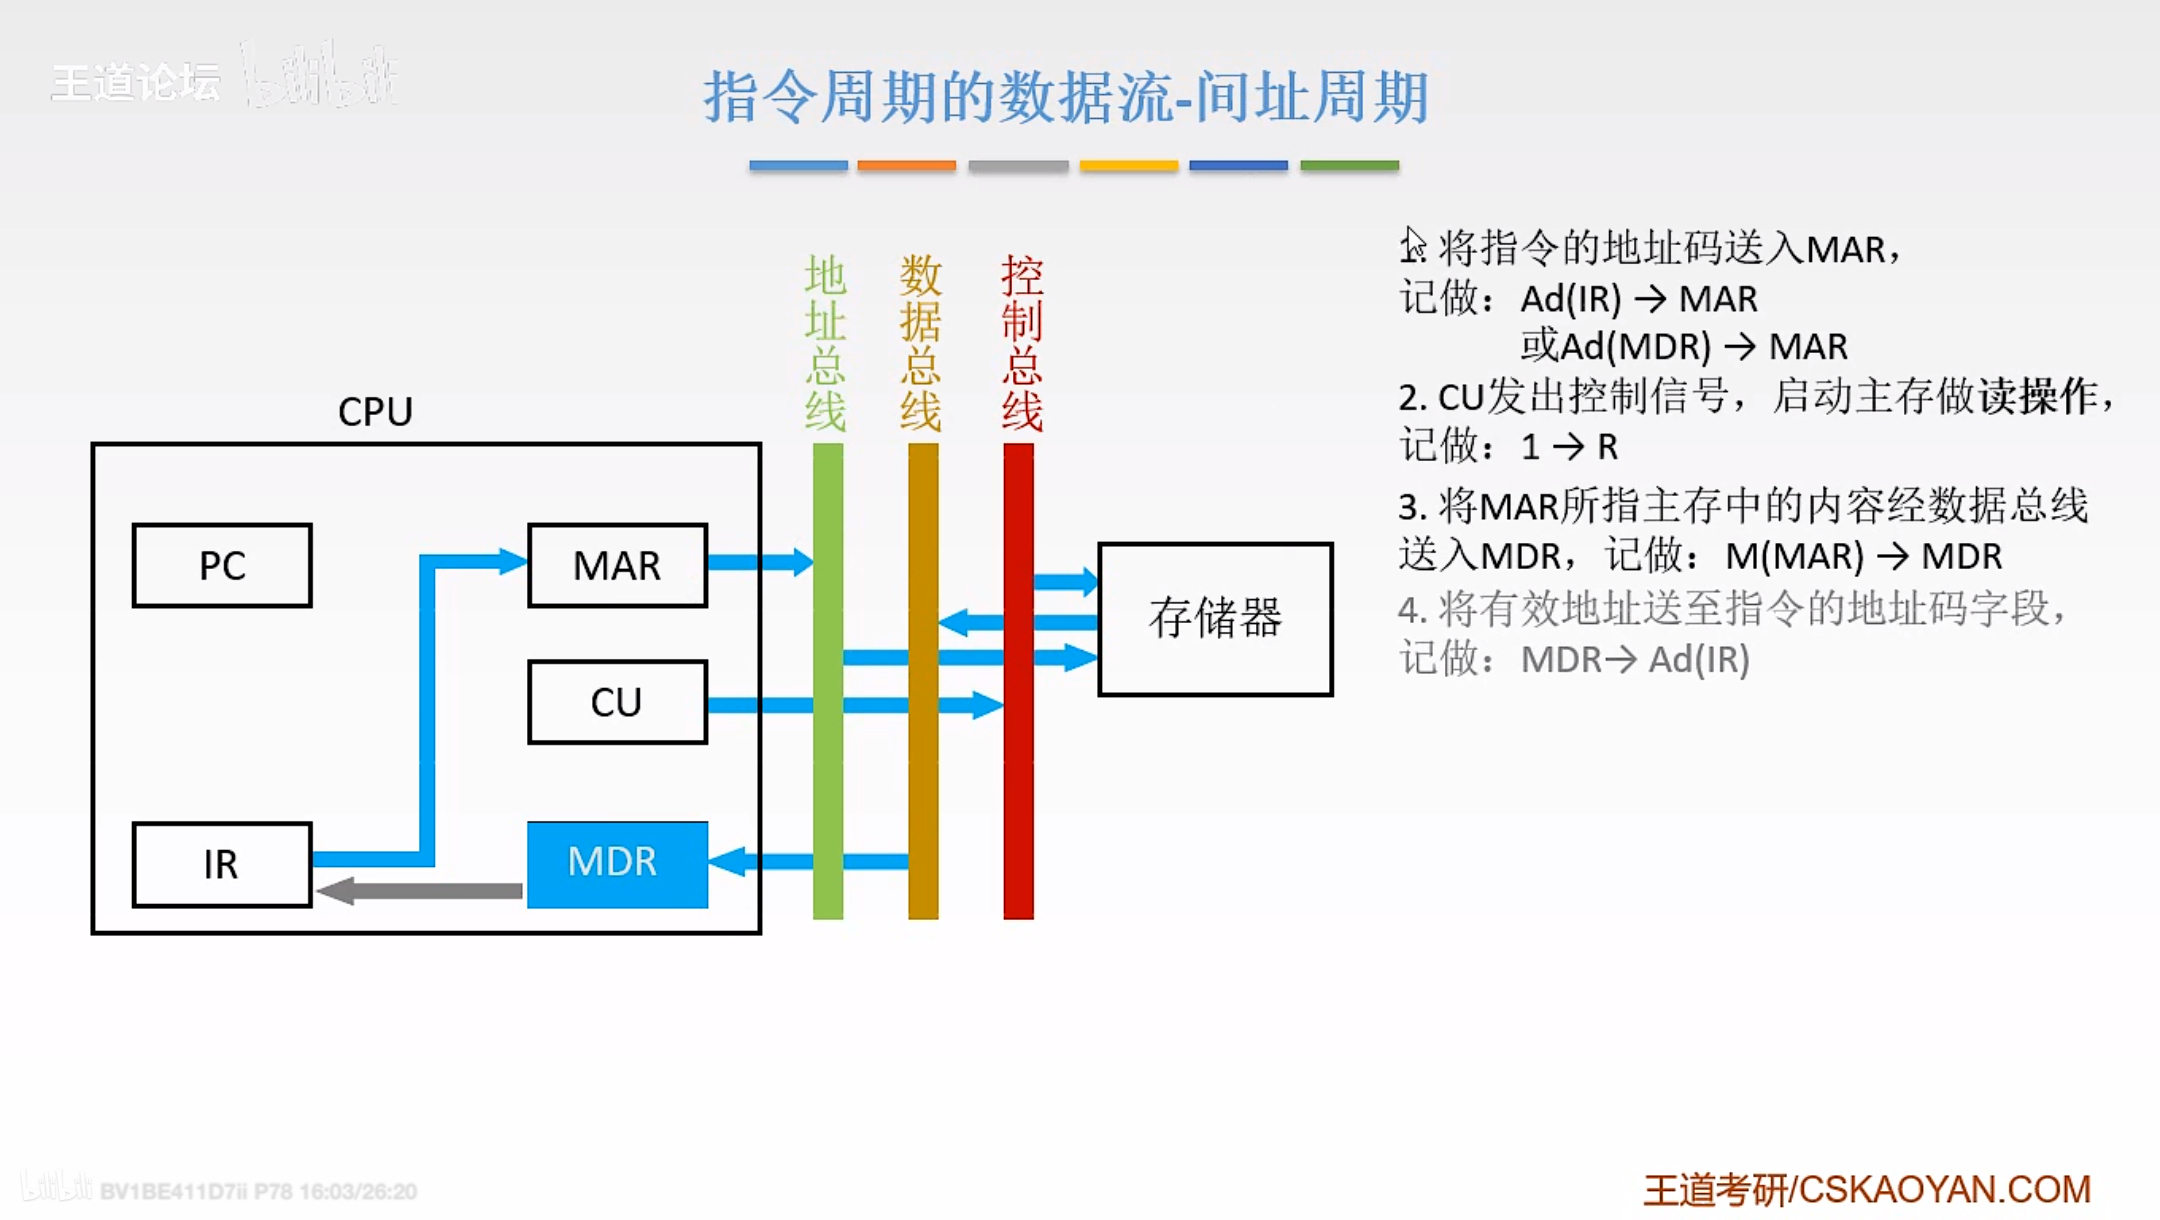 王道论坛 bilibili
指令周期的数据流-间址周期
地址总线
数据总线
控制总线
CPU
PC
MAR
CU
IR
MDR
存储器
1. 将指令的地址码送入MAR，
记做：Ad(IR) → MAR
或Ad(MDR) → MAR
2. CU发出控制信号，启动主存做读操作，
记做：1 → R
3. 将MAR所指主存中的内容经数据总线
送入MDR，记做：M(MAR) → MDR
4. 将有效地址送至指令的地址码字段，
记做：MDR→ Ad(IR)
bilibili BV1BE411D7ii P78 16:03/26:20
王道考研/CSKAOYAN.COM